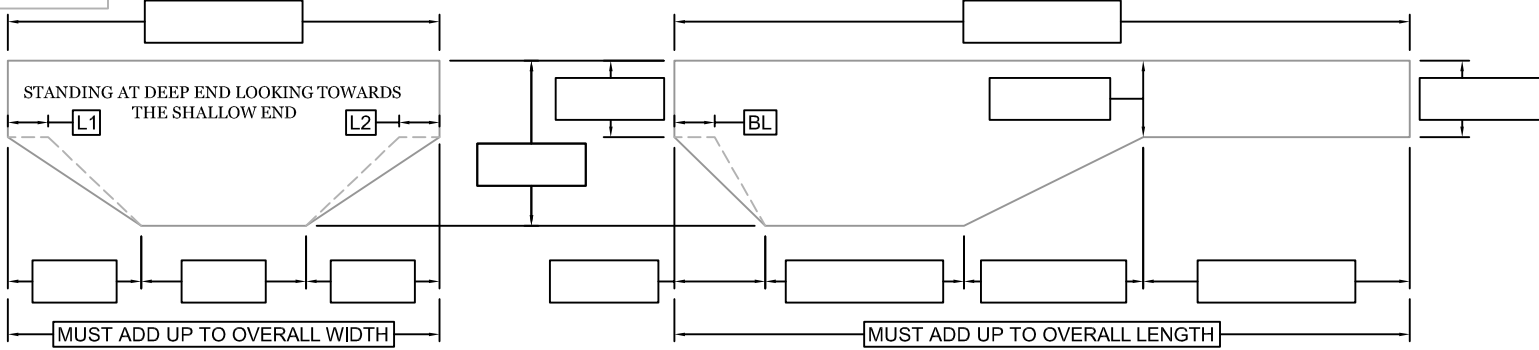 STANDING AT DEEP END LOOKING TOWARDS
THE SHALLOW END
L1
L2
BL
MUST ADD UP TO OVERALL WIDTH
MUST ADD UP TO OVERALL LENGTH